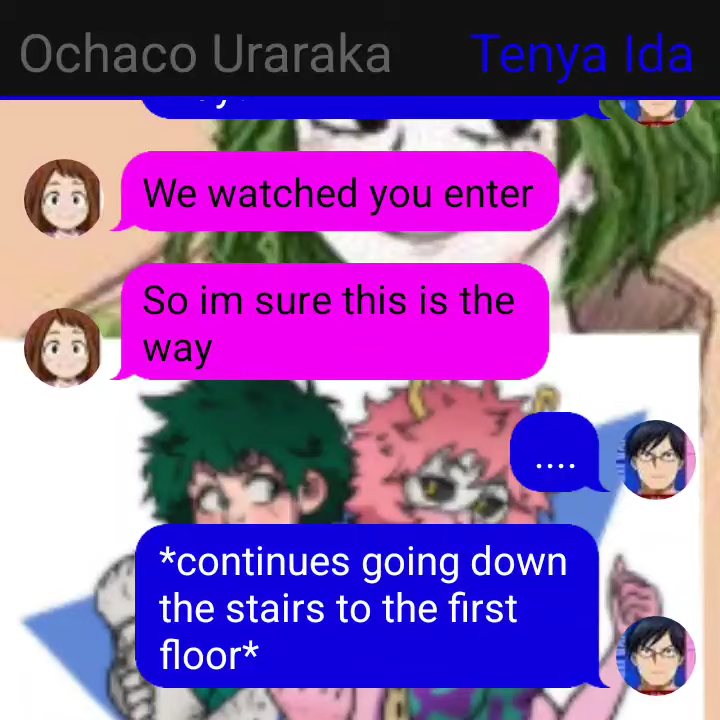 Ochaco Uraraka Tenya Ida
We watched you enter
So im sure this is the
way
....
*continues going down
the stairs to the first
floor*